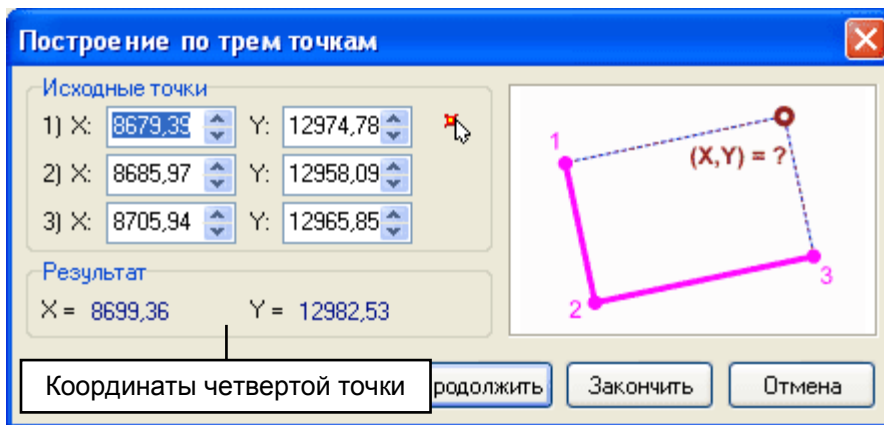 Построение по трем точкам
Исходные точки
1) X: 8679,39 Y: 12974,78
2) X: 8685,97 Y: 12958,09
3) X: 8705,94 Y: 12965,85
Результат
X = 8699,36 Y = 12982,53
1
(X,Y) = ?
2
3
Координаты четвертой точки
родолжить Закончить Отмена